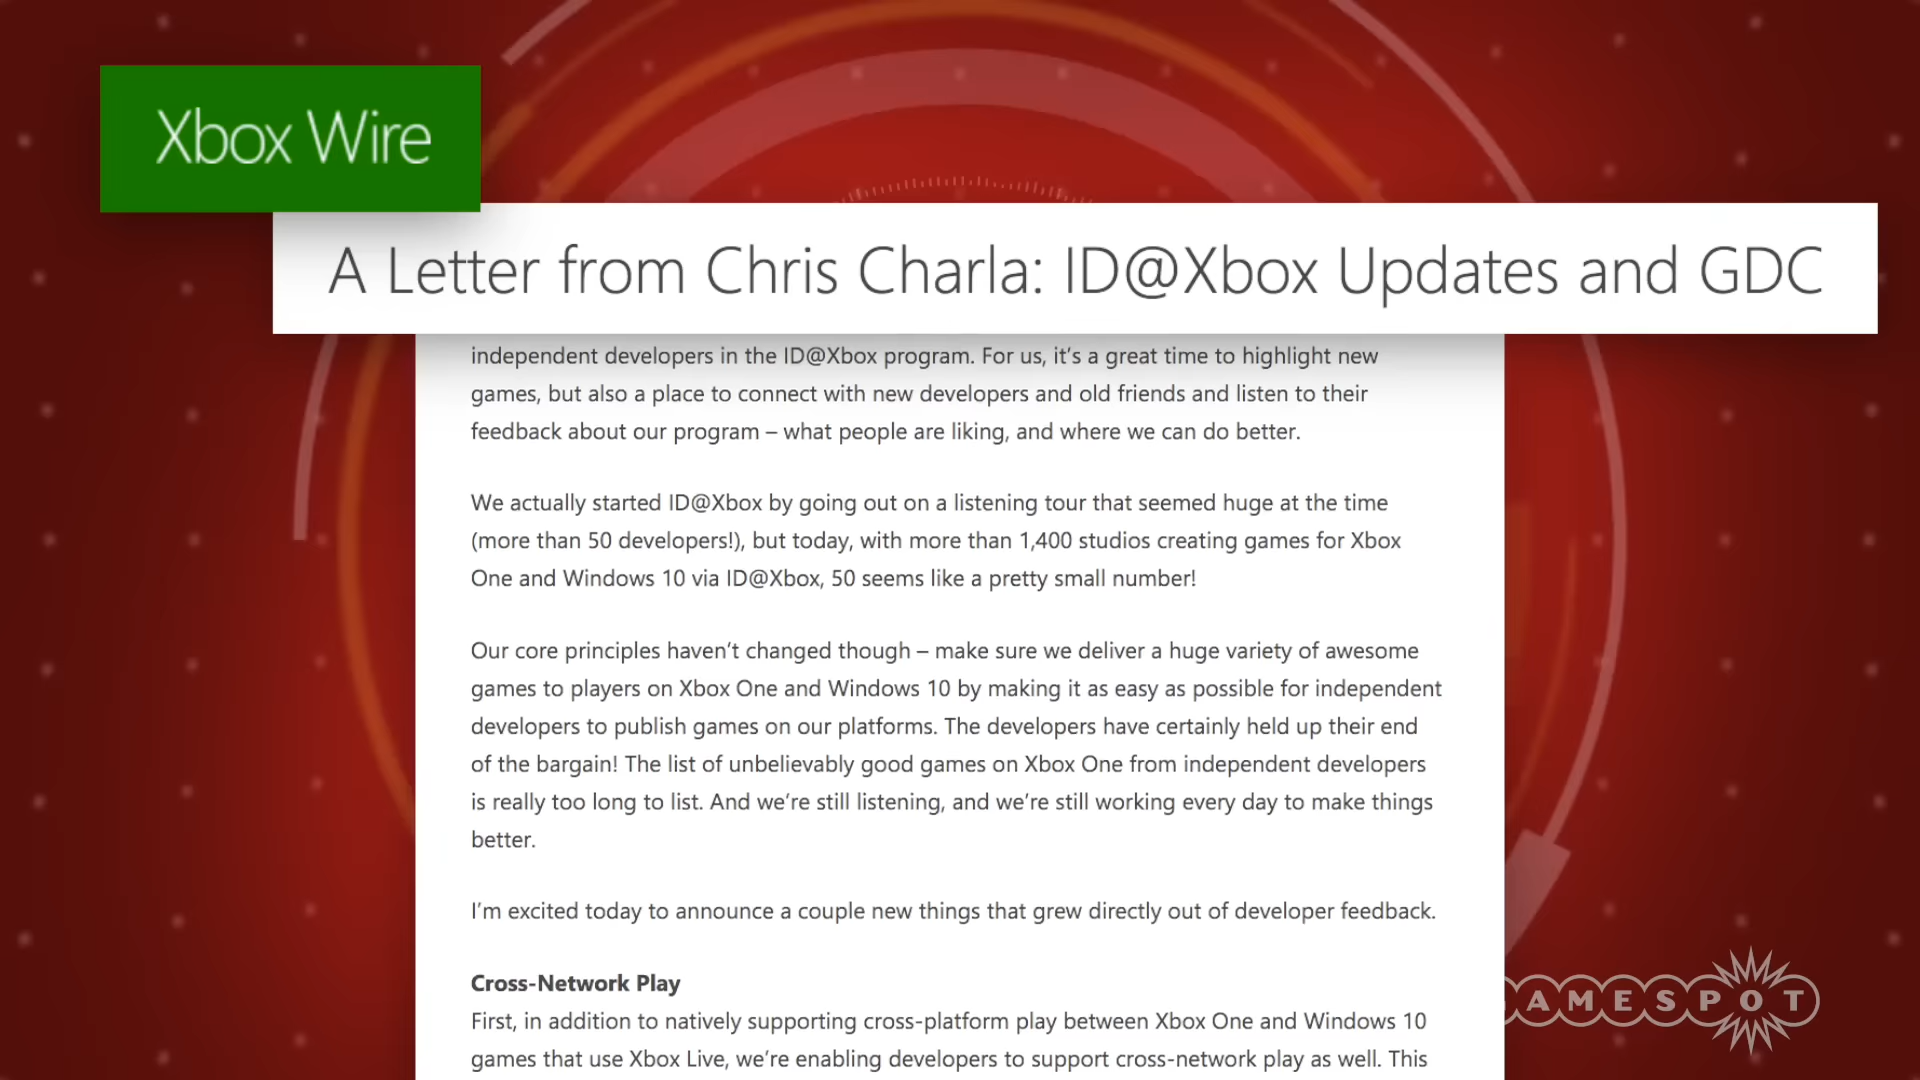 Xbox Wire
A Letter from Chris Charla: ID@Xbox Updates and GDC
independent developers in the ID@Xbox program. For us, it’s a great time to highlight new
games, but also a place to connect with new developers and old friends and listen to their
feedback about our program – what people are liking, and where we can do better.
We actually started ID@Xbox by going out on a listening tour that seemed huge at the time
(more than 50 developers!), but today, with more than 1,400 studios creating games for Xbox
One and Windows 10 via ID@Xbox, 50 seems like a pretty small number!
Our core principles haven’t changed though – make sure we deliver a huge variety of awesome
games to players on Xbox One and Windows 10 by making it as easy as possible for independent
developers to publish games on our platforms. The developers have certainly held up their end
of the bargain! The list of unbelievably good games on Xbox One from independent developers
is really too long to list. And we’re still listening, and we’re still working every day to make things
better.
I’m excited today to announce a couple new things that grew directly out of developer feedback.
Cross-Network Play
First, in addition to natively supporting cross-platform play between Xbox One and Windows 10
games that use Xbox Live, we’re enabling developers to support cross-network play as well. This
GAMESPOT